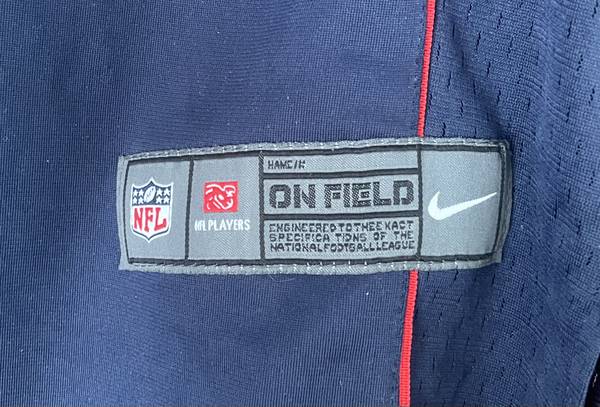 NFL
NFL PLAYERS
NAME/#
ON FIELD
ENGINEERED TO THE EXACT
SPECIFICATIONS OF THE
NATIONAL FOOTBALL LEAGUE